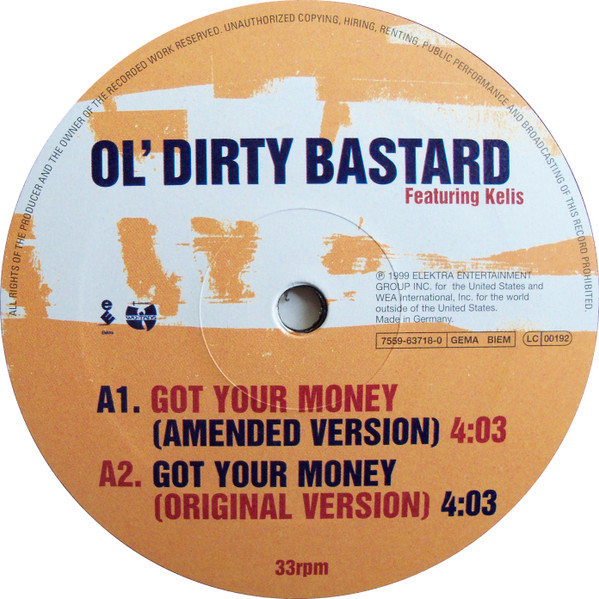 ALL RIGHTS OF THE PRODUCER AND THE OWNER OF THE RECORDED WORK RESERVED. UNAUTHORIZED COPYING, HIRING, RENTING, PUBLIC PERFORMANCE AND BROADCASTING OF THIS RECORD PROHIBITED.
OL' DIRTY BASTARD
Featuring Kelis
℗ 1999 ELEKTRA ENTERTAINMENT
GROUP INC. for the United States and
WEA International, Inc. for the world
outside of the United States.
Made in Germany.
7559-63718-0 GEMA BIEM LC 00192
A1. GOT YOUR MONEY
(AMENDED VERSION) 4:03
A2. GOT YOUR MONEY
(ORIGINAL VERSION) 4:03
33rpm